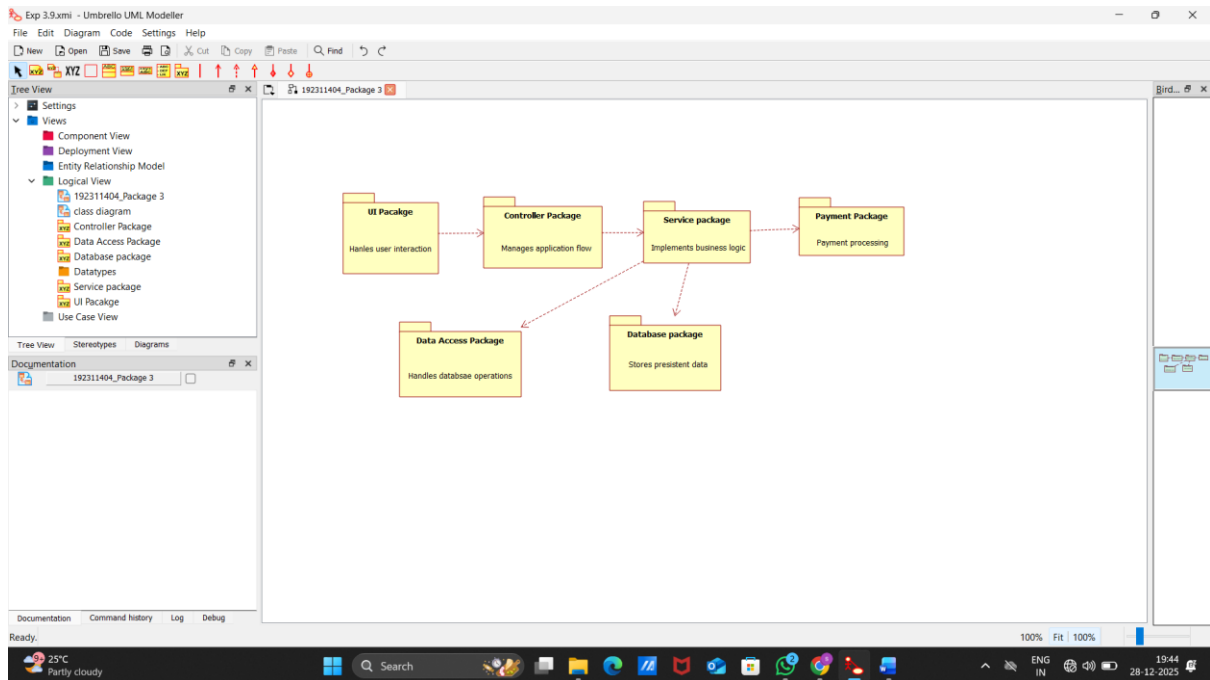 Exp 3.9.xmi - Umbrello UML Modeller
File Edit Diagram Code Settings Help
New Open Save Cut Copy Paste Find
XYZ XYZ
Tree View
192311404_Package 3
Bird...
Settings
Views
Component View
Deployment View
Entity Relationship Model
Logical View
192311404_Package 3
class diagram
Controller Package
Data Access Package
Database package
Datatypes
Service package
UI Pacakge
Use Case View
Tree View Stereotypes Diagrams
Documentation
192311404_Package 3
UI Pacakge
Hanles user interaction
Controller Package
Manages application flow
Service package
Implements business logic
Payment Package
Payment processing
Data Access Package
Handles databsae operations
Database package
Stores presistent data
Documentation Command history Log Debug
Ready.
100% Fit 100%
25°C
Partly cloudy
Search
2
ENG
IN
19:44
28-12-2025